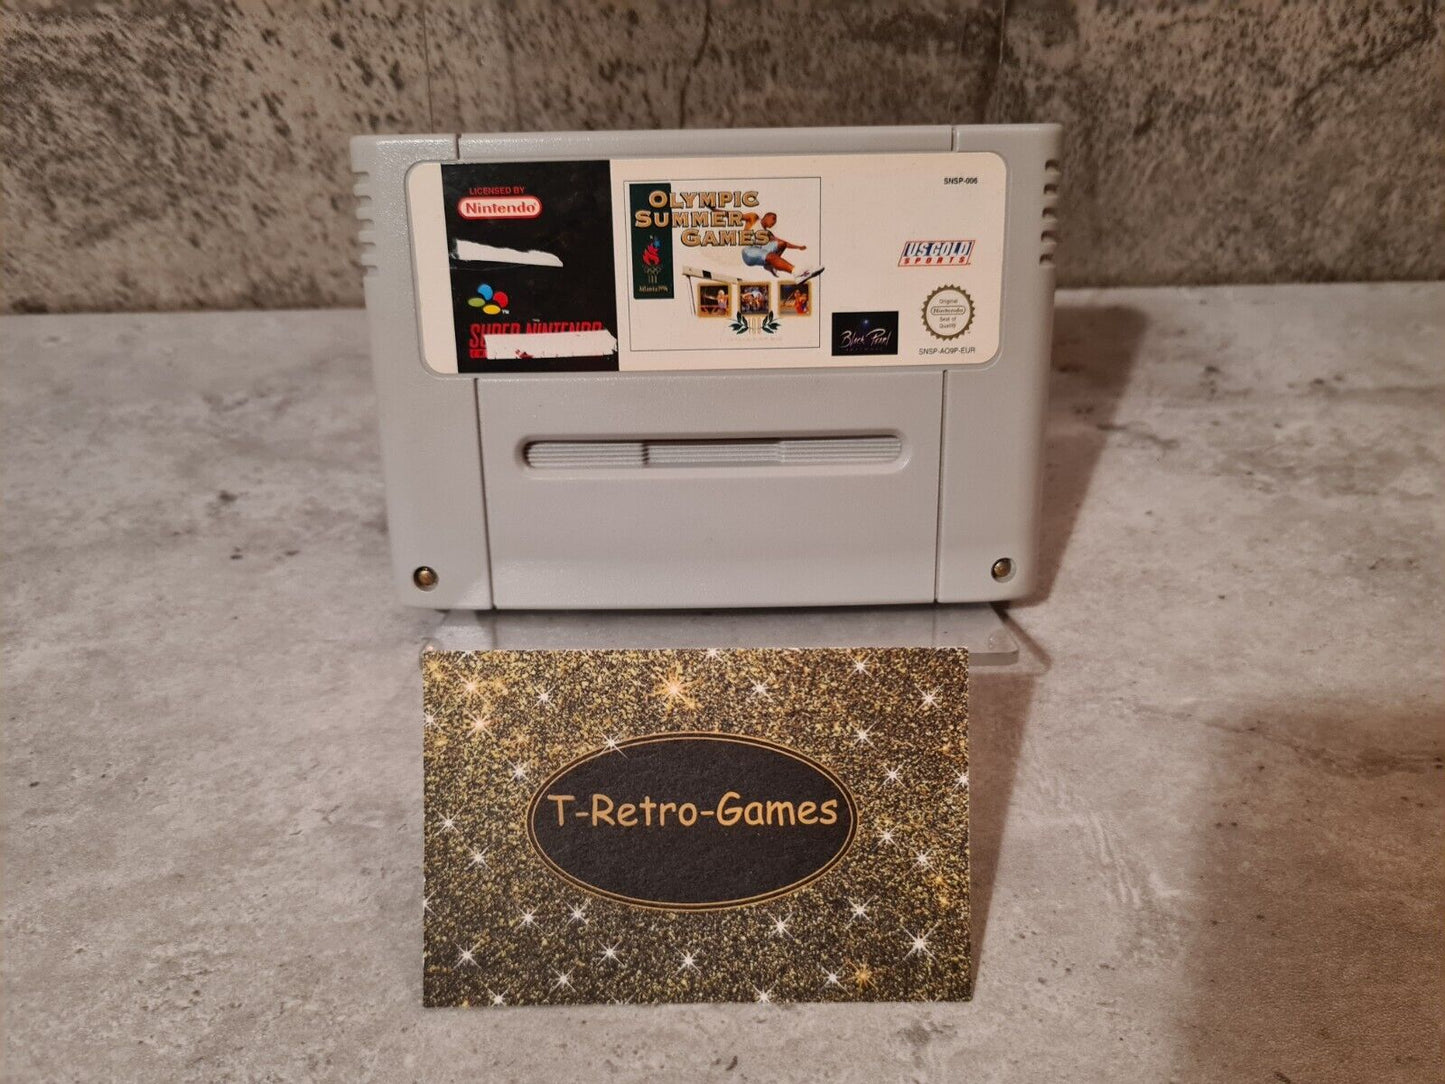 LICENSED BY
Nintendo
TM
SUPER NINTENDO
OLYMPIC
SUMMER
GAMES
Atlanta 1996
SNSP-006
US GOLD
SPORTS
Original
Nintendo
Seal of
Quality
Black Pearl
SNSP-AO9P-EUR
T-Retro-Games